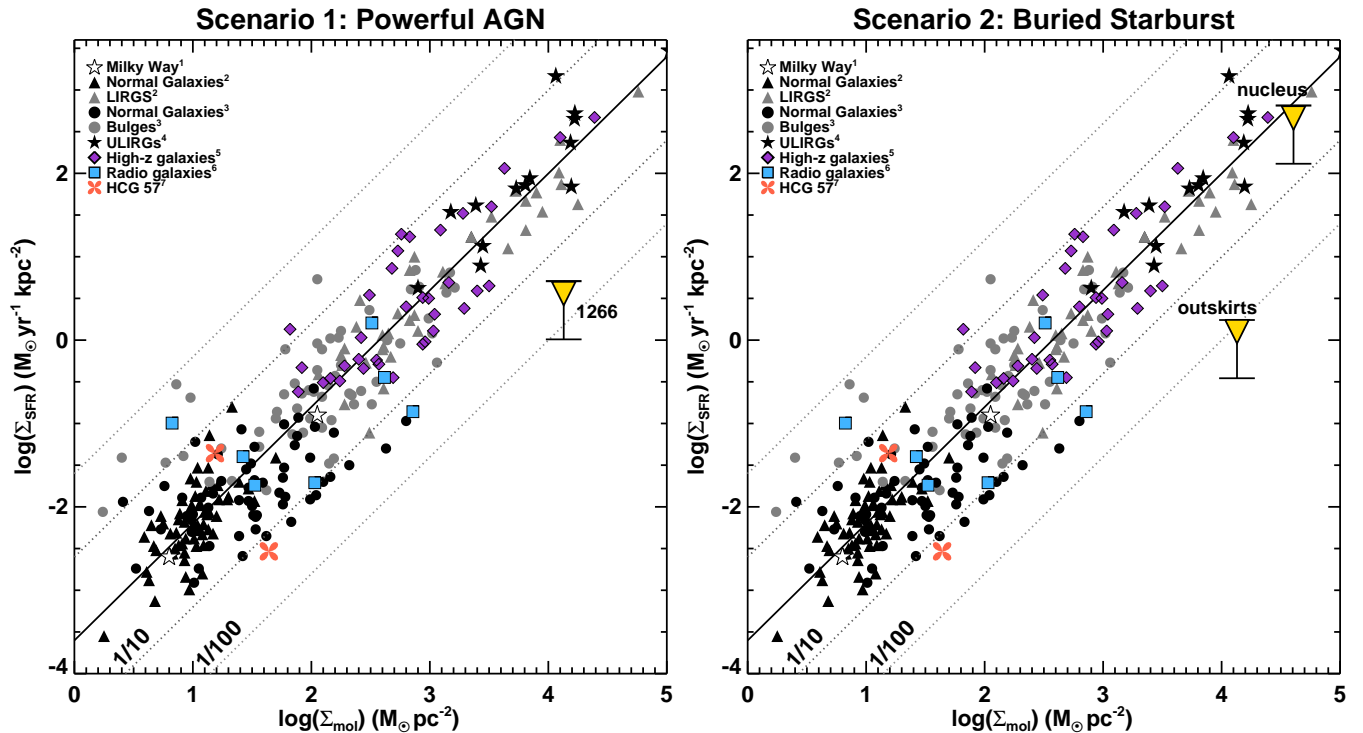 Scenario 1: Powerful AGN
Milky Way¹
Normal Galaxies²
LIRGS²
Normal Galaxies³
Bulges³
ULIRGs⁴
High-z galaxies⁵
Radio galaxies⁶
HCG 57⁷
1266
1/10
1/100
2
0
-2
-4
log(Σ_SFR) (M☉ yr⁻¹ kpc⁻²)
0 1 2 3 4 5
log(Σ_mol) (M☉ pc⁻²)
Scenario 2: Buried Starburst
Milky Way¹
Normal Galaxies²
LIRGS²
Normal Galaxies³
Bulges³
ULIRGs⁴
High-z galaxies⁵
Radio galaxies⁶
HCG 57⁷
nucleus
outskirts
1/10
1/100
2
0
-2
-4
log(Σ_SFR) (M☉ yr⁻¹ kpc⁻²)
0 1 2 3 4 5
log(Σ_mol) (M☉ pc⁻²)